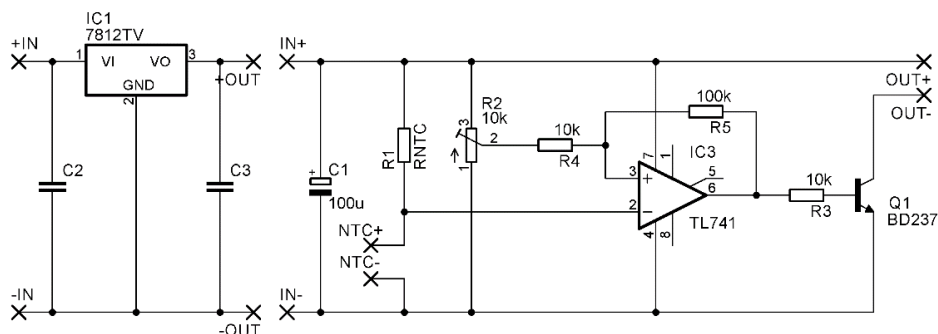 IC1
7812TV
+IN
1
VI
VO
3
GND
2
+OUT
C2
C3
-IN
-OUT
IN+
OUT+
OUT-
C1
+
100u
R1
RNTC
NTC+
NTC-
IN-
R2
10k
3
2
1
10k
R4
100k
R5
IC3
7
1
5
3
+
6
2
-
4
8
TL741
10k
R3
Q1
BD237